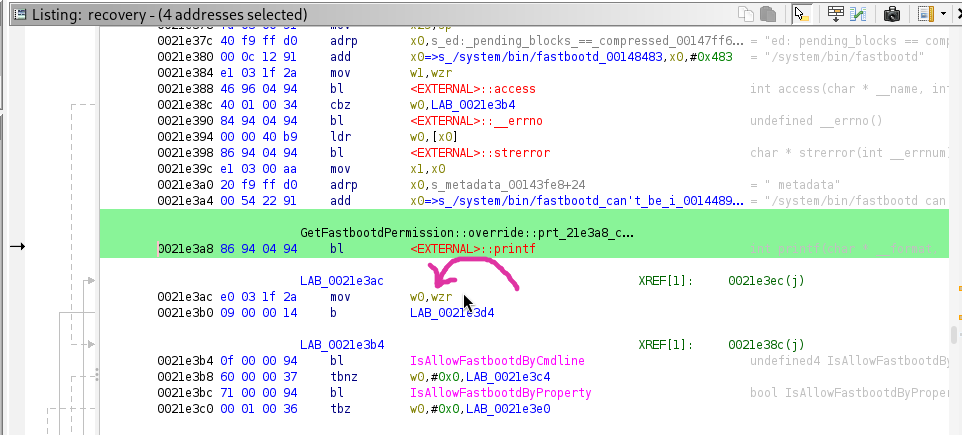 Listing: recovery - (4 addresses selected)
0021e37c 40 f9 ff d0 adrp x0,s_ed:_pending_blocks_==_compressed_00147ff6... = "ed: pending_blocks == comp
0021e380 00 0c 12 91 add x0=>s_/system/bin/fastbootd_00148483,x0,#0x483 = "/system/bin/fastbootd"
0021e384 e1 03 1f 2a mov w1,wzr
0021e388 46 96 04 94 bl <EXTERNAL>::access int access(char * __name, int
0021e38c 40 01 00 34 cbz w0,LAB_0021e3b4
0021e390 84 94 04 94 bl <EXTERNAL>::__errno undefined __errno()
0021e394 00 00 40 b9 ldr w0,[x0]
0021e398 86 94 04 94 bl <EXTERNAL>::strerror char * strerror(int __errnum
0021e39c e1 03 00 aa mov x1,x0
0021e3a0 20 f9 ff d0 adrp x0,s_metadata_00143fe8+24 = " metadata"
0021e3a4 00 54 22 91 add x0=>s_/system/bin/fastbootd_can't_be_i_0014489... = "/system/bin/fastbootd can
GetFastbootdPermission::override::prt_21e3a8_c...
0021e3a8 86 94 04 94 bl <EXTERNAL>::printf int printf(char * __format,
LAB_0021e3ac XREF[1]: 0021e3ec(j)
0021e3ac e0 03 1f 2a mov w0,wzr
0021e3b0 09 00 00 14 b LAB_0021e3d4
LAB_0021e3b4 XREF[1]: 0021e38c(j)
0021e3b4 0f 00 00 94 bl IsAllowFastbootdByCmdline undefined4 IsAllowFastbootdBy
0021e3b8 60 00 00 37 tbnz w0,#0x0,LAB_0021e3c4
0021e3bc 71 00 00 94 bl IsAllowFastbootdByProperty bool IsAllowFastbootdByProper
0021e3c0 00 01 00 36 tbz w0,#0x0,LAB_0021e3e0